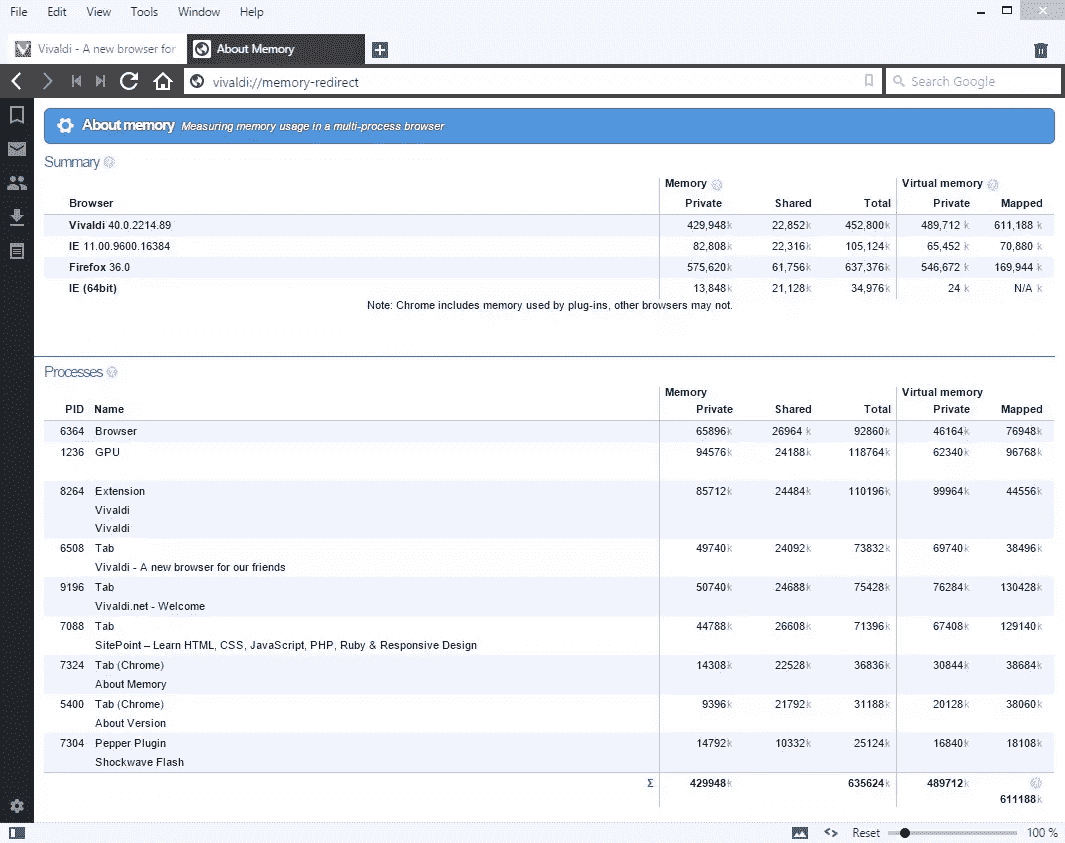 File Edit View Tools Window Help
Vivaldi - A new browser for
About Memory
vivaldi://memory-redirect
Search Google
About memory Measuring memory usage in a multi-process browser
Summary
Memory Virtual memory
Browser Private Shared Total Private Mapped
Vivaldi 40.0.2214.89 429,948k 22,852k 452,800k 489,712 k 611,188 k
IE 11.00.9600.16384 82,808k 22,316k 105,124k 65,452 k 70,880 k
Firefox 36.0 575,620k 61,756k 637,376k 546,672 k 169,944 k
IE (64bit) 13,848k 21,128k 34,976k 24 k N/A k
Note: Chrome includes memory used by plug-ins, other browsers may not.
Processes
Memory Virtual memory
PID Name Private Shared Total Private Mapped
6364 Browser 65896k 26964 k 92860k 46164k 76948k
1236 GPU 94576k 24188k 118764k 62340k 96768k
8264 Extension 85712k 24484k 110196k 99964k 44556k
Vivaldi
Vivaldi
6508 Tab 49740k 24092k 73832k 69740k 38496k
Vivaldi - A new browser for our friends
9196 Tab 50740k 24688k 75428k 76284k 130428k
Vivaldi.net - Welcome
7088 Tab 44788k 26608k 71396k 67408k 129140k
SitePoint – Learn HTML, CSS, JavaScript, PHP, Ruby & Responsive Design
7324 Tab (Chrome) 14308k 22528k 36836k 30844k 38684k
About Memory
5400 Tab (Chrome) 9396k 21792k 31188k 20128k 38060k
About Version
7304 Pepper Plugin 14792k 10332k 25124k 16840k 18108k
Shockwave Flash
Σ 429948k 635624k 489712k
611188k
Reset 100 %